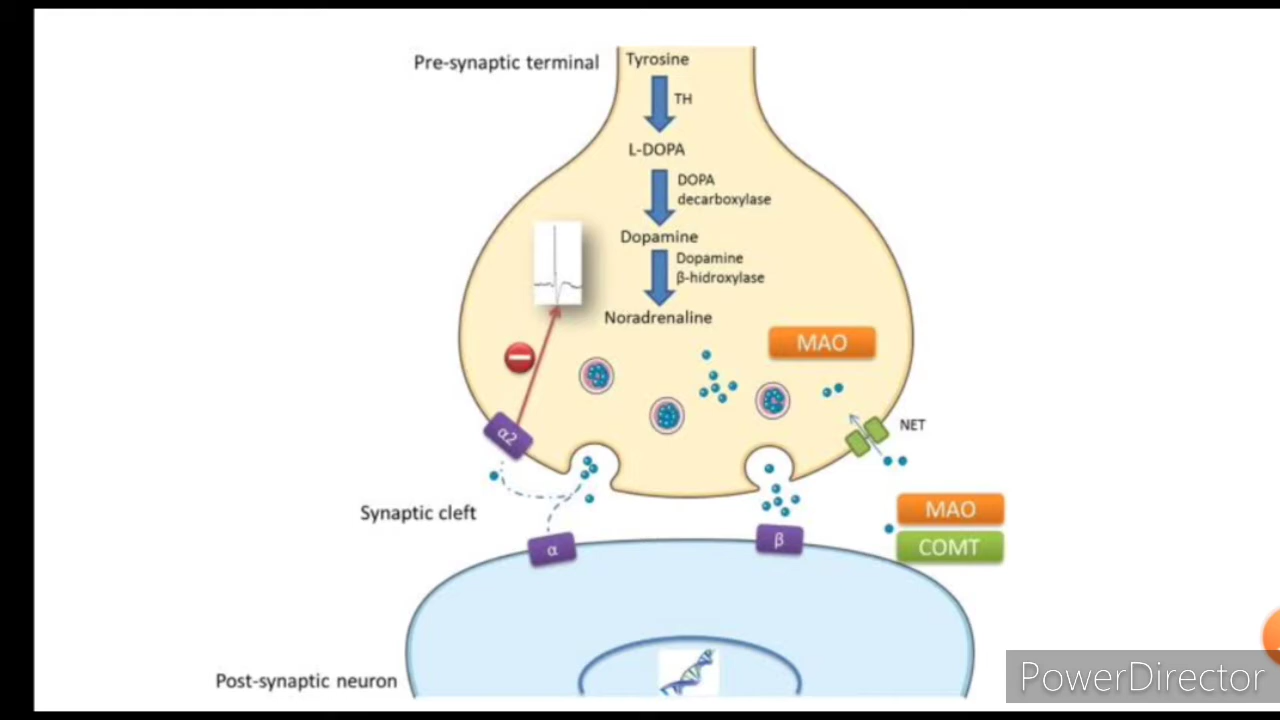 Pre-synaptic terminal
Tyrosine
TH
L-DOPA
DOPA
decarboxylase
Dopamine
Dopamine
β-hidroxylase
Noradrenaline
MAO
α2
NET
Synaptic cleft
MAO
COMT
α
β
Post-synaptic neuron
PowerDirector